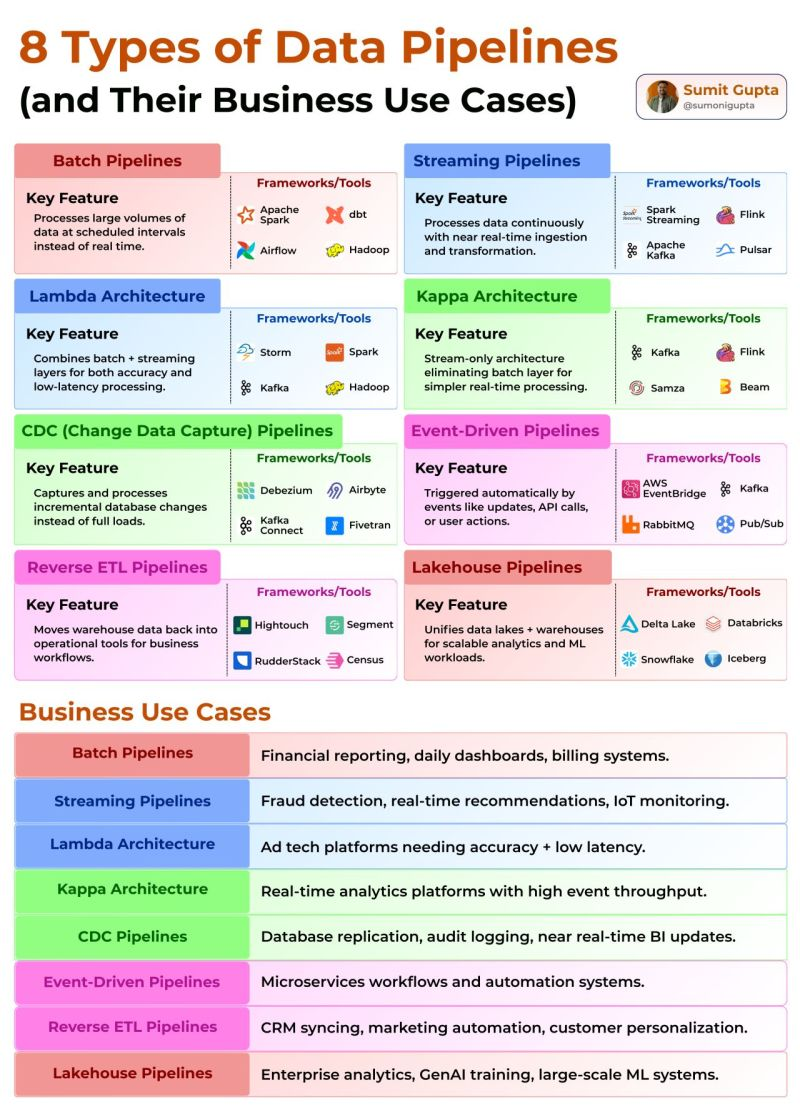 8 Types of Data Pipelines
(and Their Business Use Cases)
Sumit Gupta
@sumonigupta
Batch Pipelines
Key Feature
Processes large volumes of
data at scheduled intervals
instead of real time.
Frameworks/Tools
Apache
Spark
dbt
Airflow
Hadoop
Streaming Pipelines
Key Feature
Processes data continuously
with near real-time ingestion
and transformation.
Frameworks/Tools
Spark
Streaming
Flink
Apache
Kafka
Pulsar
Lambda Architecture
Key Feature
Combines batch + streaming
layers for both accuracy and
low-latency processing.
Frameworks/Tools
Storm
Spark
Kafka
Hadoop
Kappa Architecture
Key Feature
Stream-only architecture
eliminating batch layer for
simpler real-time processing.
Frameworks/Tools
Kafka
Flink
Samza
Beam
CDC (Change Data Capture) Pipelines
Key Feature
Captures and processes
incremental database changes
instead of full loads.
Frameworks/Tools
Debezium
Airbyte
Kafka
Connect
Fivetran
Event-Driven Pipelines
Key Feature
Triggered automatically by
events like updates, API calls,
or user actions.
Frameworks/Tools
AWS
EventBridge
Kafka
RabbitMQ
Pub/Sub
Reverse ETL Pipelines
Key Feature
Moves warehouse data back into
operational tools for business
workflows.
Frameworks/Tools
Hightouch
Segment
RudderStack
Census
Lakehouse Pipelines
Key Feature
Unifies data lakes + warehouses
for scalable analytics and ML
workloads.
Frameworks/Tools
Delta Lake
Databricks
Snowflake
Iceberg
Business Use Cases
Batch Pipelines
Financial reporting, daily dashboards, billing systems.
Streaming Pipelines
Fraud detection, real-time recommendations, IoT monitoring.
Lambda Architecture
Ad tech platforms needing accuracy + low latency.
Kappa Architecture
Real-time analytics platforms with high event throughput.
CDC Pipelines
Database replication, audit logging, near real-time BI updates.
Event-Driven Pipelines
Microservices workflows and automation systems.
Reverse ETL Pipelines
CRM syncing, marketing automation, customer personalization.
Lakehouse Pipelines
Enterprise analytics, GenAI training, large-scale ML systems.